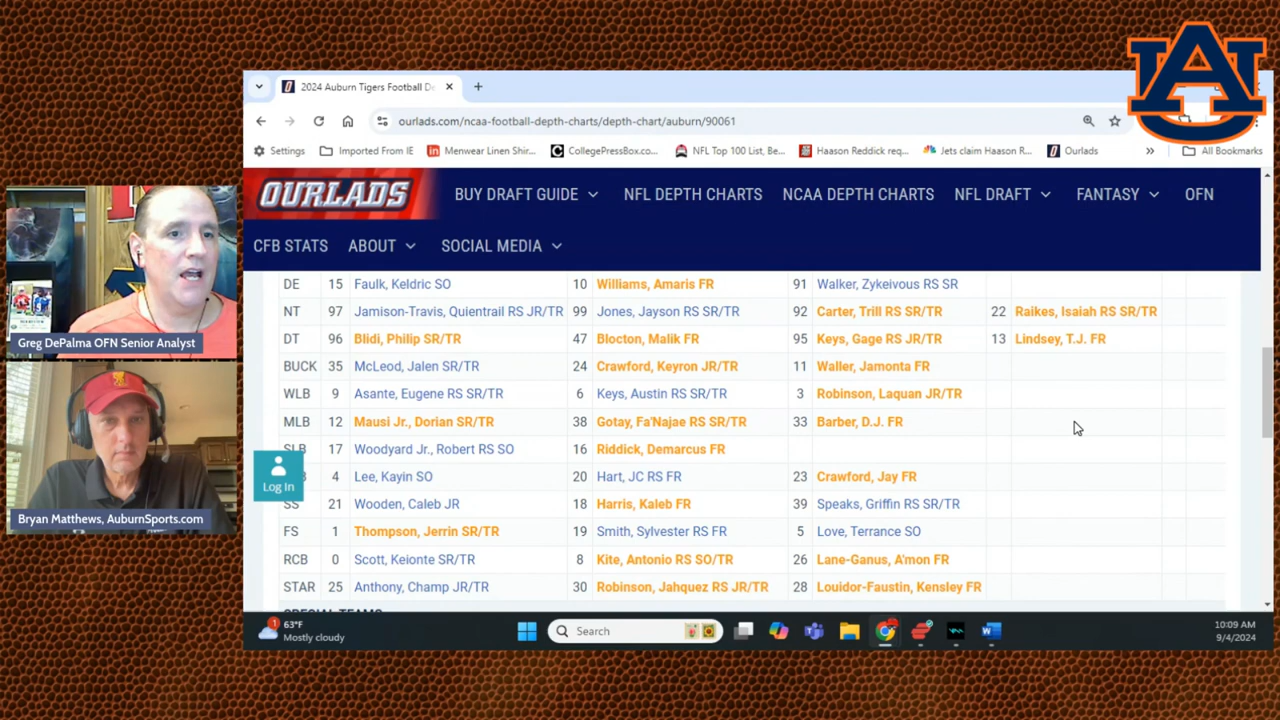 2024 Auburn Tigers Football De
ourlads.com/ncaa-football-depth-charts/depth-chart/auburn/90061
Settings Imported From IE Menwear Linen Shir... CollegePressBox.co... NFL Top 100 List, Be... Haason Reddick req... Jets claim Haason R... Ourlads » All Bookmarks
OURLADS BUY DRAFT GUIDE NFL DEPTH CHARTS NCAA DEPTH CHARTS NFL DRAFT FANTASY OFN
CFB STATS ABOUT SOCIAL MEDIA
DE 15 Faulk, Keldric SO 10 Williams, Amaris FR 91 Walker, Zykeivous RS SR
NT 97 Jamison-Travis, Quientrail RS JR/TR 99 Jones, Jayson RS SR/TR 92 Carter, Trill RS SR/TR 22 Raikes, Isaiah RS SR/TR
DT 96 Blidi, Philip SR/TR 47 Blocton, Malik FR 95 Keys, Gage RS JR/TR 13 Lindsey, T.J. FR
BUCK 35 McLeod, Jalen SR/TR 24 Crawford, Keyron JR/TR 11 Waller, Jamonta FR
WLB 9 Asante, Eugene RS SR/TR 6 Keys, Austin RS SR/TR 3 Robinson, Laquan JR/TR
MLB 12 Mausi Jr., Dorian SR/TR 38 Gotay, Fa'Najae RS SR/TR 33 Barber, D.J. FR
SLB 17 Woodyard Jr., Robert RS SO 16 Riddick, Demarcus FR
4 Lee, Kayin SO 20 Hart, JC RS FR 23 Crawford, Jay FR
SS 21 Wooden, Caleb JR 18 Harris, Kaleb FR 39 Speaks, Griffin RS SR/TR
FS 1 Thompson, Jerrin SR/TR 19 Smith, Sylvester RS FR 5 Love, Terrance SO
RCB 0 Scott, Keionte SR/TR 8 Kite, Antonio RS SO/TR 26 Lane-Ganus, A'mon FR
STAR 25 Anthony, Champ JR/TR 30 Robinson, Jahquez RS JR/TR 28 Louidor-Faustin, Kensley FR
SPECIAL TEAMS
Log In
Greg DePalma OFN Senior Analyst
Bryan Matthews, AuburnSports.com
1
63°F
Mostly cloudy
Search
10:09 AM
9/4/2024
AU